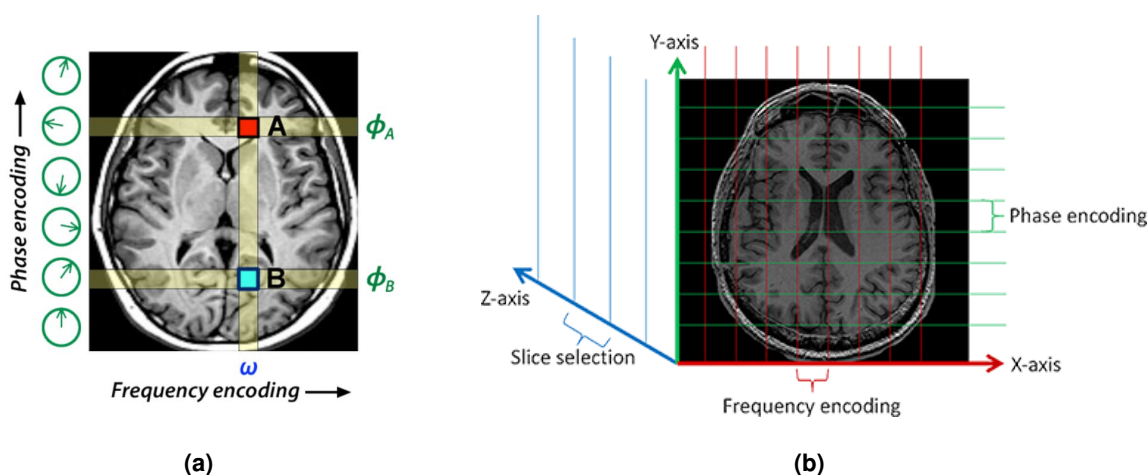 Phase encoding
A
ϕA
B
ϕB
ω
Frequency encoding
(a)
Y-axis
Phase encoding
Z-axis
Slice selection
X-axis
Frequency encoding
(b)